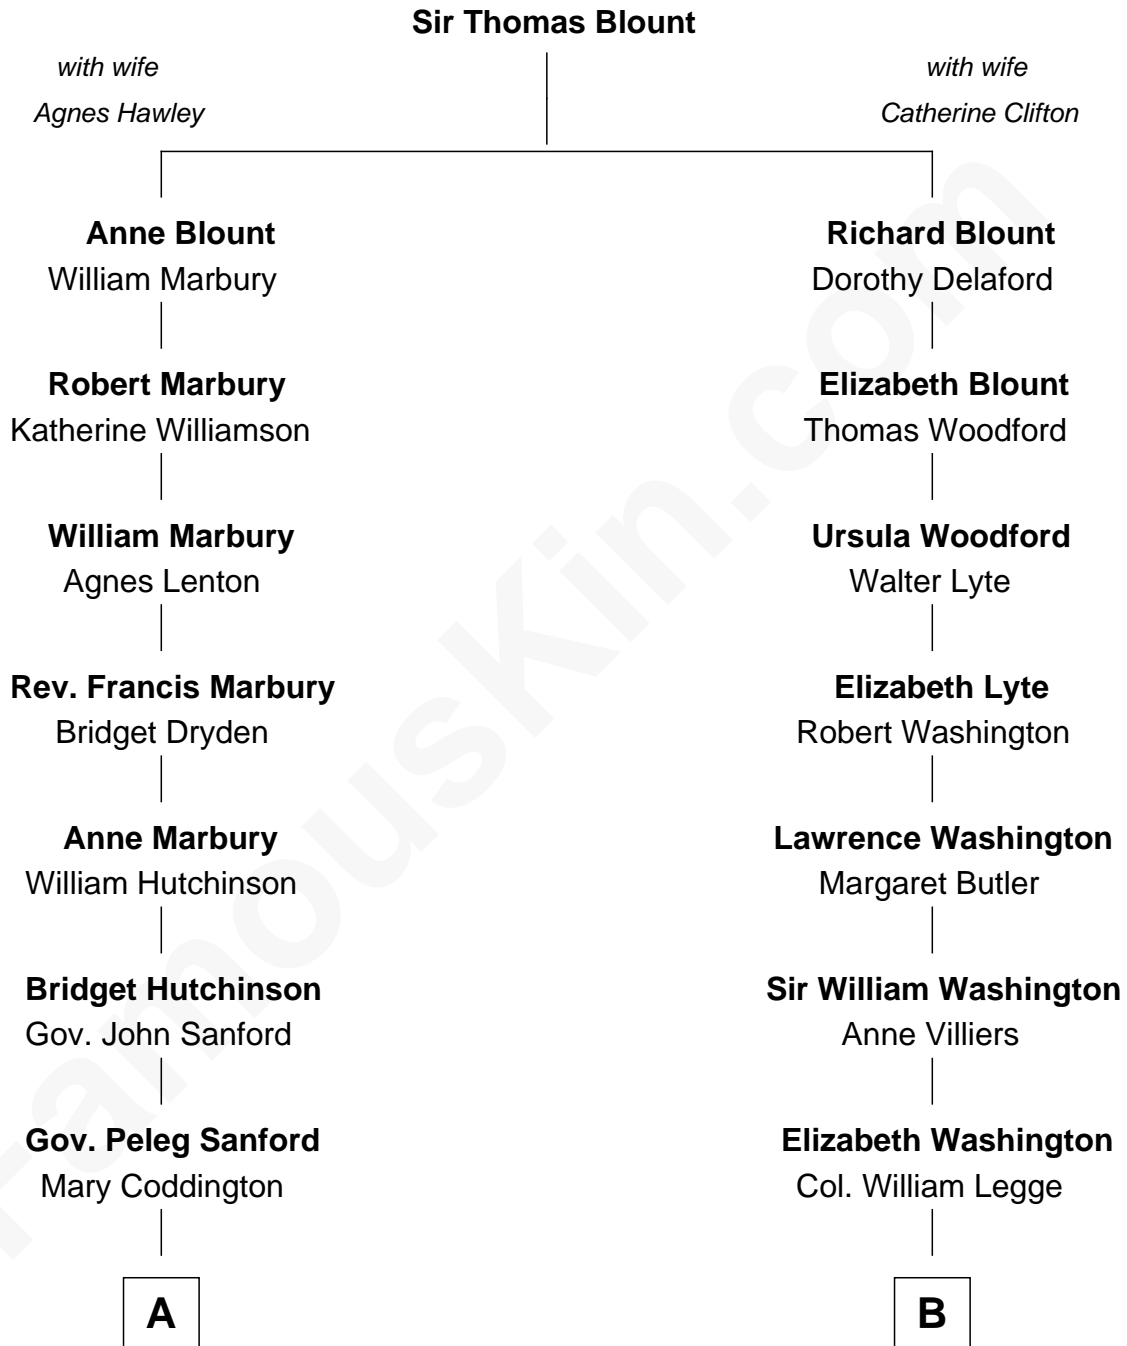 Sir Thomas Blount
with wife
Agnes Hawley
with wife
Catherine Clifton
Anne Blount
William Marbury
Richard Blount
Dorothy Delaford
Robert Marbury
Katherine Williamson
Elizabeth Blount
Thomas Woodford
William Marbury
Agnes Lenton
Ursula Woodford
Walter Lyte
Rev. Francis Marbury
Bridget Dryden
Elizabeth Lyte
Robert Washington
Anne Marbury
William Hutchinson
Lawrence Washington
Margaret Butler
Bridget Hutchinson
Gov. John Sanford
Sir William Washington
Anne Villiers
Gov. Peleg Sanford
Mary Coddington
Elizabeth Washington
Col. William Legge
A
B
FamousKin.com